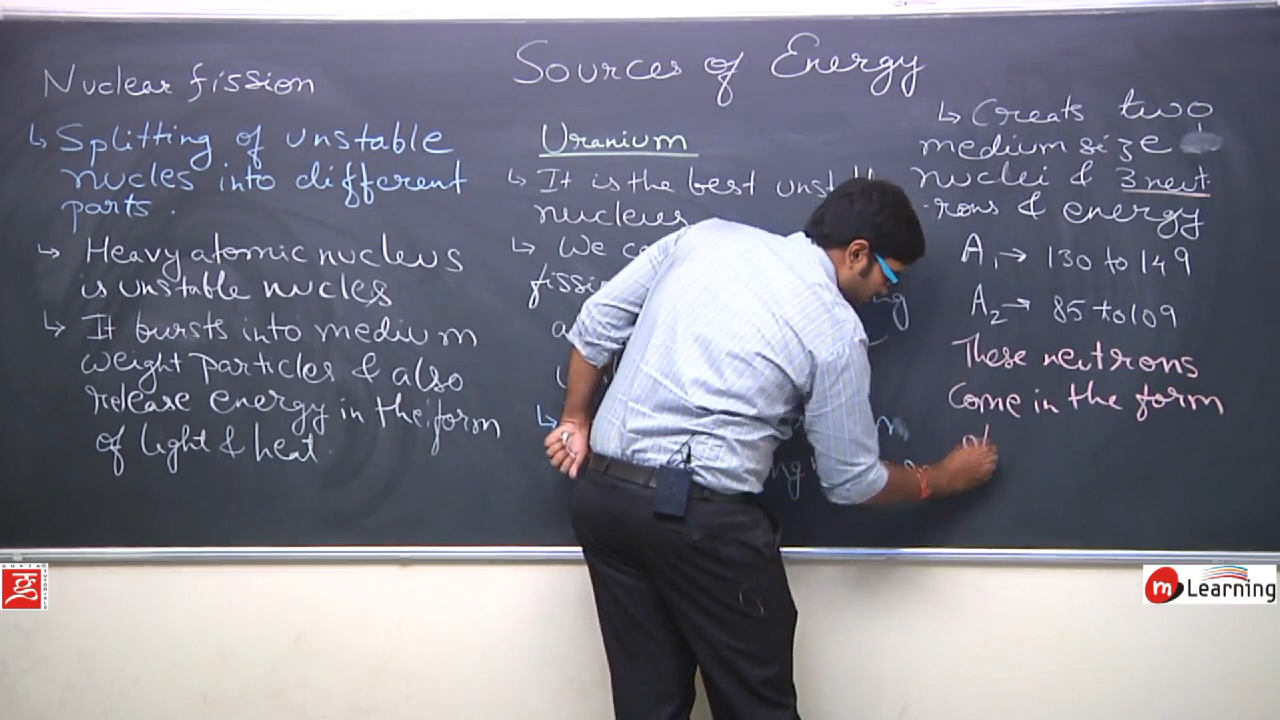 Sources of Energy
Nuclear fission
↳ Splitting of unstable
nucles into different
parts.
↳ Heavy atomic nucleus
is unstable nucles
↳ It bursts into medium
weight particles & also
release energy in the form
of light & heat.
Uranium
↳ It is the best
nucleus
↳ We
↳ Creats two
medium size
nuclei & 3 neut
-rons & energy
A₁ → 130 to 149
A₂ → 85 to 109
These neutrons
Come in the form
GUPTA TUTORIALS
m Learning